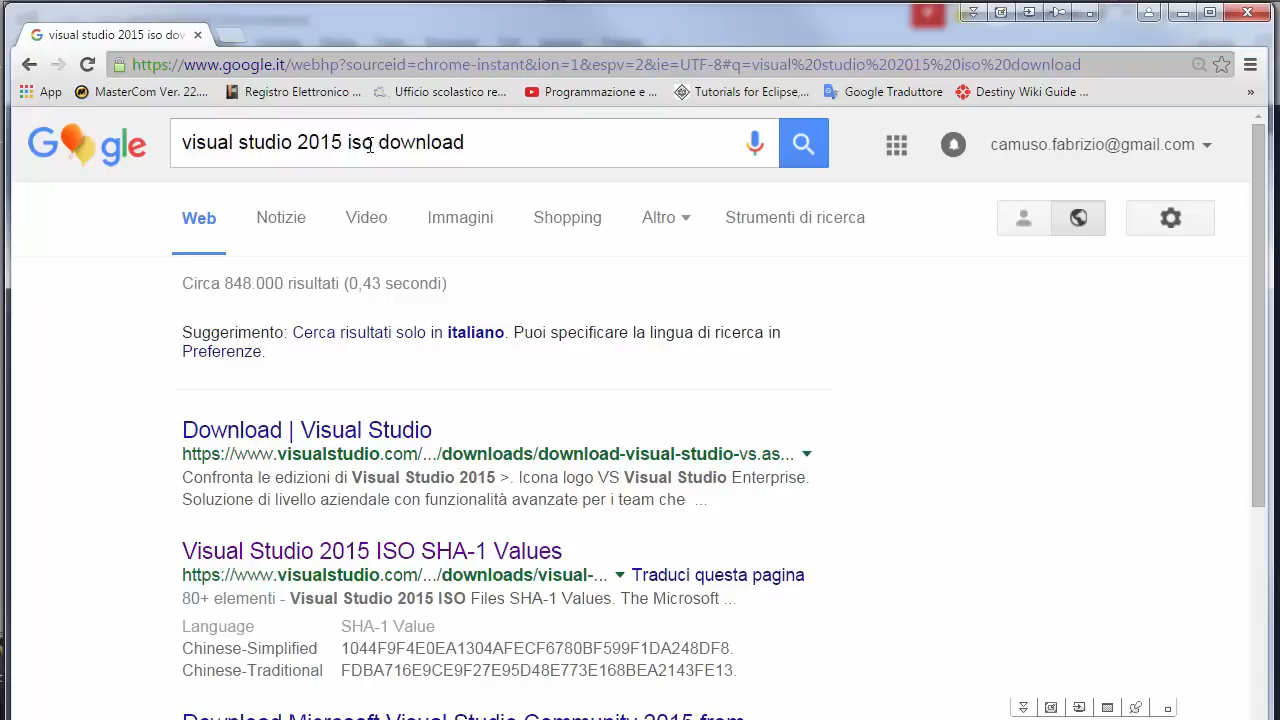 visual studio 2015 iso dov
https://www.google.it/webhp?sourceid=chrome-instant&ion=1&espv=2&ie=UTF-8#q=visual%20studio%202015%20iso%20download
App MasterCom Ver. 22.... Registro Elettronico ... Ufficio scolastico re... Programmazione e ... Tutorials for Eclipse,... Google Traduttore Destiny Wiki Guide ... »
Google visual studio 2015 iso download camuso.fabrizio@gmail.com
Web Notizie Video Immagini Shopping Altro Strumenti di ricerca
Circa 848.000 risultati (0,43 secondi)
Suggerimento: Cerca risultati solo in italiano. Puoi specificare la lingua di ricerca in
Preferenze.
Download | Visual Studio
https://www.visualstudio.com/.../downloads/download-visual-studio-vs.as...
Confronta le edizioni di Visual Studio 2015 >. Icona logo VS Visual Studio Enterprise.
Soluzione di livello aziendale con funzionalità avanzate per i team che ...
Visual Studio 2015 ISO SHA-1 Values
https://www.visualstudio.com/.../downloads/visual-... Traduci questa pagina
80+ elementi - Visual Studio 2015 ISO Files SHA-1 Values. The Microsoft ...
Language SHA-1 Value
Chinese-Simplified 1044F9F4E0EA1304AFECF6780BF599F1DA248DF8.
Chinese-Traditional FDBA716E9CE9F27E95D48E773E168BEA2143FE13.
Download Microsoft Visual Studio Community 2015 from